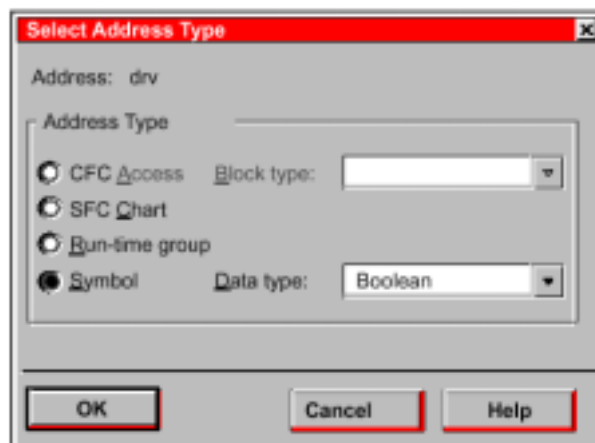 Select Address Type
Address: drv
Address Type
CFC Access Block type:
SFC Chart
Run-time group
Symbol Data type: Boolean
OK Cancel Help